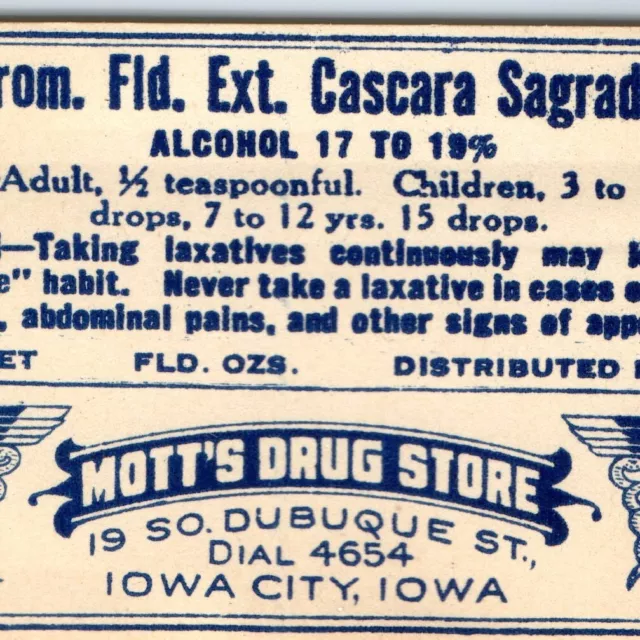 rom. Fld. Ext. Cascara Sagrad
ALCOHOL 17 TO 19%
Adult, ½ teaspoonful. Children, 3 to
drops, 7 to 12 yrs. 15 drops.
—Taking laxatives continuously may
e" habit. Never take a laxative in cases
, abdominal pains, and other signs of app
ET FLD. OZS. DISTRIBUTED
MOTT'S DRUG STORE
19 SO. DUBUQUE ST.,
DIAL 4654
IOWA CITY, IOWA